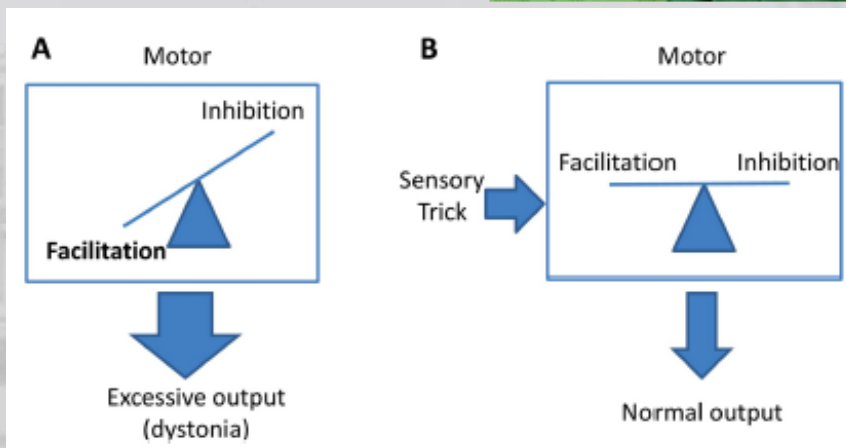 A
Motor
Inhibition
Facilitation
Excessive output
(dystonia)
B
Motor
Sensory
Trick
Facilitation Inhibition
Normal output